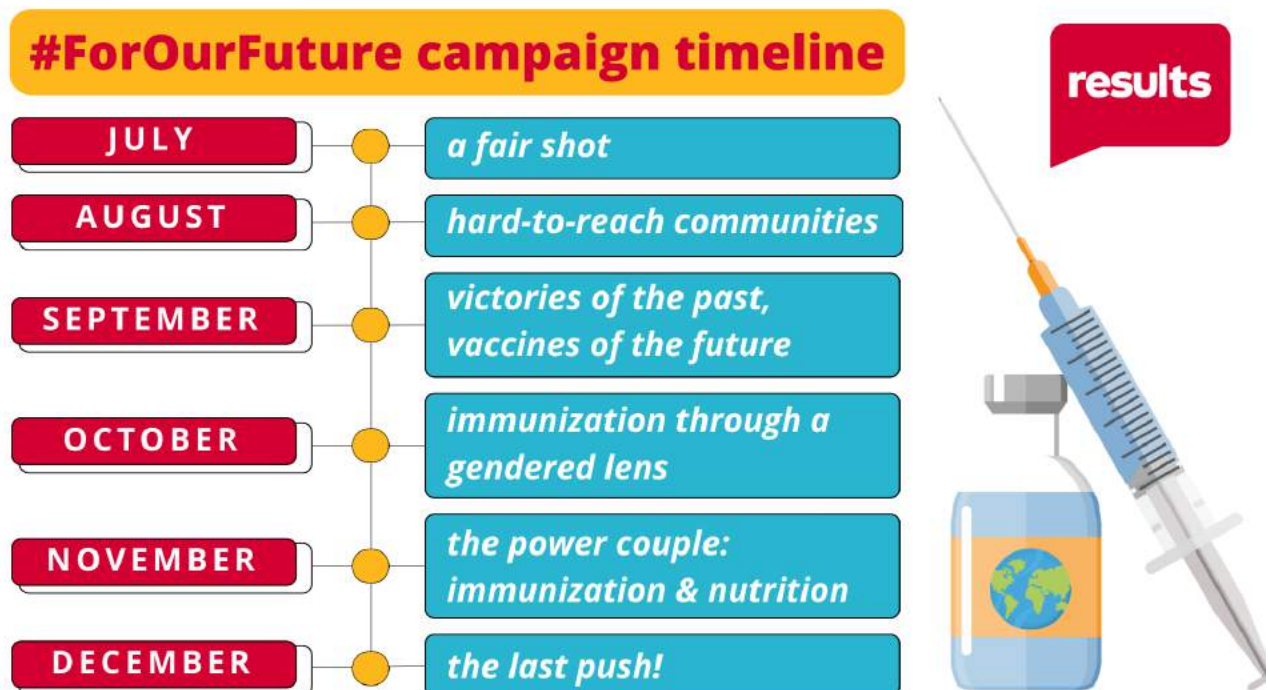 #ForOurFuture campaign timeline
results
JULY
a fair shot
AUGUST
hard-to-reach communities
SEPTEMBER
victories of the past,
vaccines of the future
OCTOBER
immunization through a
gendered lens
NOVEMBER
the power couple:
immunization & nutrition
DECEMBER
the last push!